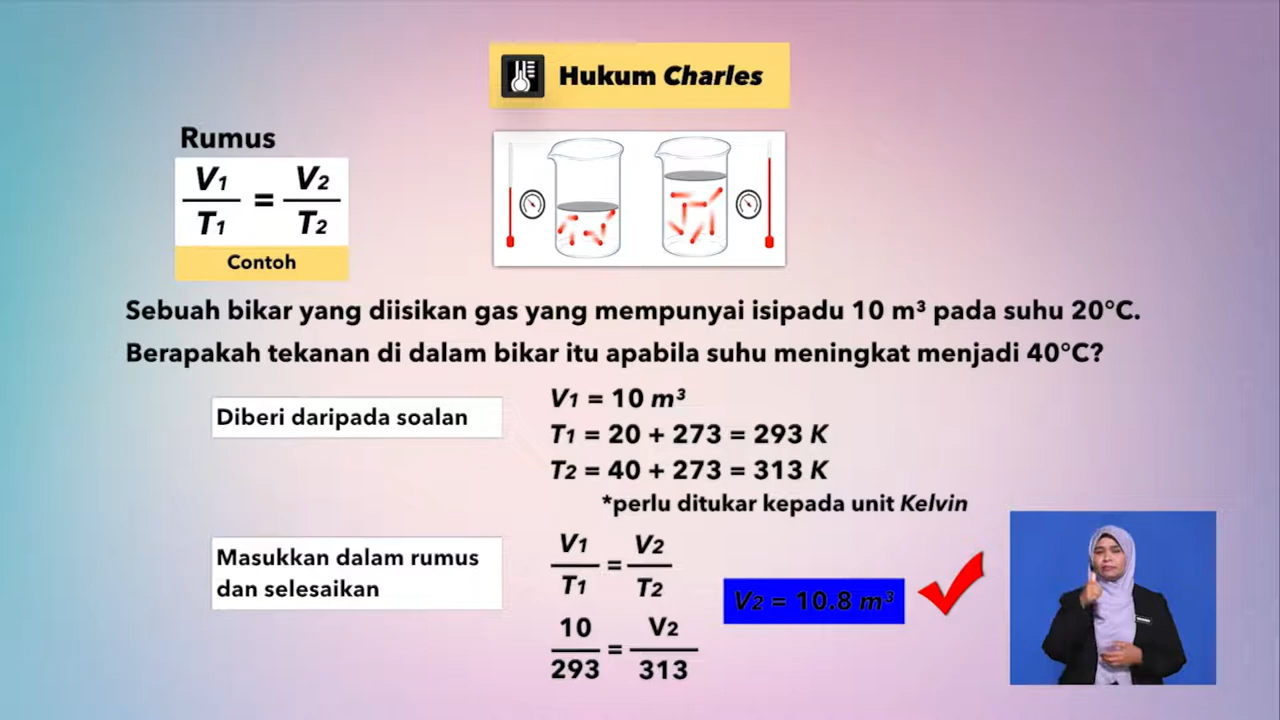 Hukum Charles
Rumus
V₁ / T₁ = V₂ / T₂
Contoh
Sebuah bikar yang diisikan gas yang mempunyai isipadu 10 m³ pada suhu 20°C.
Berapakah tekanan di dalam bikar itu apabila suhu meningkat menjadi 40°C?
Diberi daripada soalan
V₁ = 10 m³
T₁ = 20 + 273 = 293 K
T₂ = 40 + 273 = 313 K
*perlu ditukar kepada unit Kelvin
Masukkan dalam rumus
dan selesaikan
V₁ / T₁ = V₂ / T₂
10 / 293 = V₂ / 313
V₂ = 10.8 m³